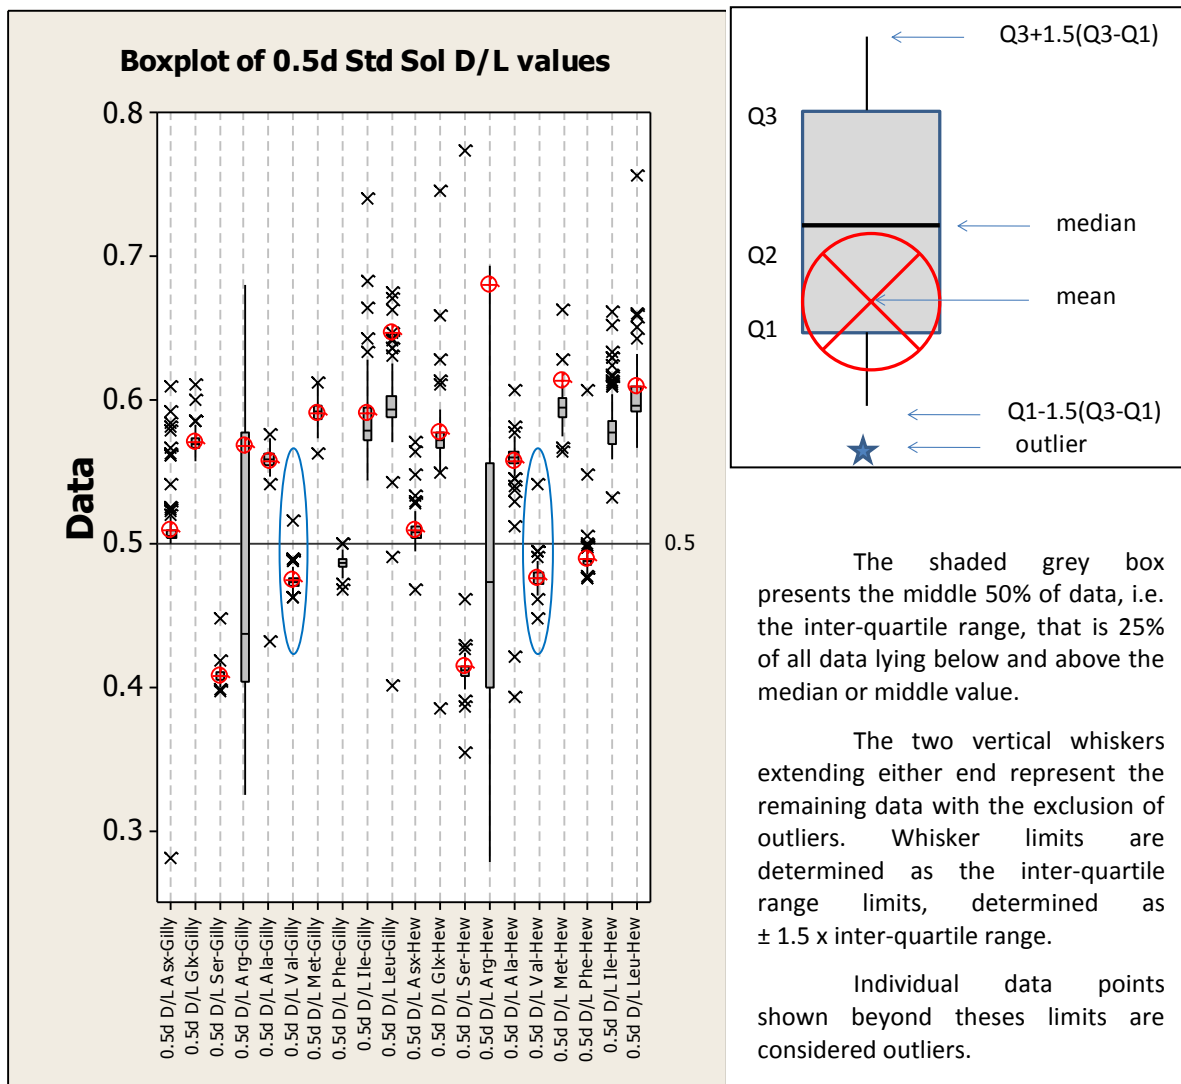 Boxplot of 0.5d Std Sol D/L values
Data
0.8
0.7
0.6
0.5
0.4
0.3
0.5
0.5d D/L Asx-Gilly
0.5d D/L Glx-Gilly
0.5d D/L Ser-Gilly
0.5d D/L Arg-Gilly
0.5d D/L Ala-Gilly
0.5d D/L Val-Gilly
0.5d D/L Met-Gilly
0.5d D/L Phe-Gilly
0.5d D/L Ile-Gilly
0.5d D/L Leu-Gilly
0.5d D/L Asx-Hew
0.5d D/L Glx-Hew
0.5d D/L Ser-Hew
0.5d D/L Arg-Hew
0.5d D/L Ala-Hew
0.5d D/L Val-Hew
0.5d D/L Met-Hew
0.5d D/L Phe-Hew
0.5d D/L Ile-Hew
0.5d D/L Leu-Hew
Q3+1.5(Q3-Q1)
Q3
median
Q2
mean
Q1
Q1-1.5(Q3-Q1)
outlier
The shaded grey box
presents the middle 50% of data, i.e.
the inter-quartile range, that is 25%
of all data lying below and above the
median or middle value.
The two vertical whiskers
extending either end represent the
remaining data with the exclusion of
outliers. Whisker limits are
determined as the inter-quartile
range limits, determined as
± 1.5 x inter-quartile range.
Individual data points
shown beyond theses limits are
considered outliers.